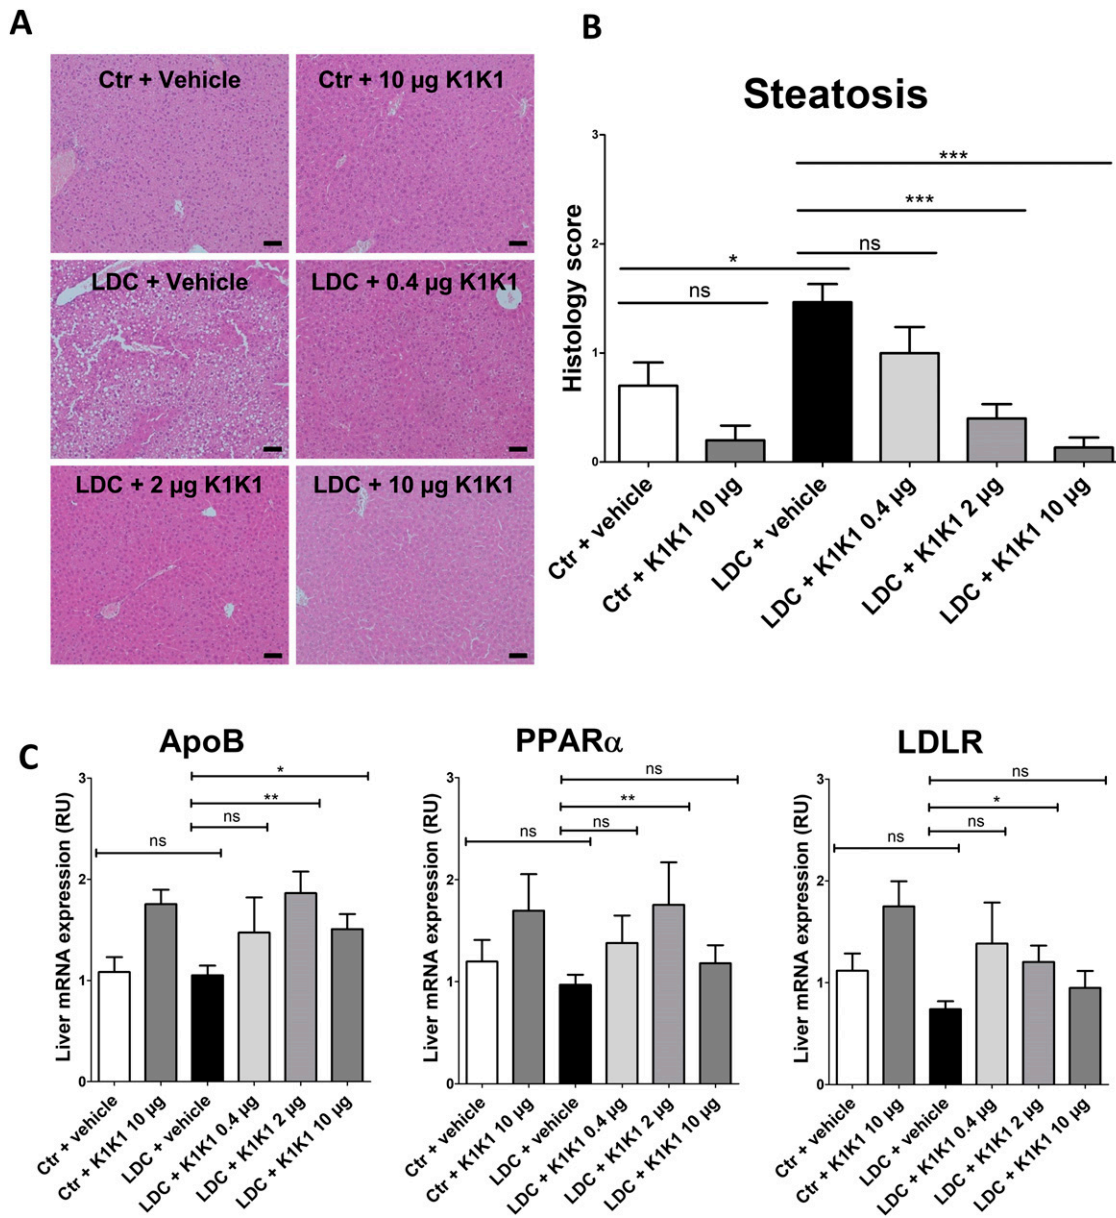 A
Ctr + Vehicle
Ctr + 10 µg K1K1
LDC + Vehicle
LDC + 0.4 µg K1K1
LDC + 2 µg K1K1
LDC + 10 µg K1K1
B
Steatosis
Histology score
3
2
1
0
***
***
ns
*
ns
Ctr + vehicle
Ctr + K1K1 10 µg
LDC + vehicle
LDC + K1K1 0.4 µg
LDC + K1K1 2 µg
LDC + K1K1 10 µg
C
ApoB
Liver mRNA expression (RU)
3
2
1
0
*
**
ns
ns
Ctr + vehicle
Ctr + K1K1 10 µg
LDC + vehicle
LDC + K1K1 0.4 µg
LDC + K1K1 2 µg
LDC + K1K1 10 µg
PPARα
Liver mRNA expression (RU)
3
2
1
0
ns
**
ns
ns
Ctr + vehicle
Ctr + K1K1 10 µg
LDC + vehicle
LDC + K1K1 0.4 µg
LDC + K1K1 2 µg
LDC + K1K1 10 µg
LDLR
Liver mRNA expression (RU)
3
2
1
0
ns
*
ns
ns
Ctr + vehicle
Ctr + K1K1 10 µg
LDC + vehicle
LDC + K1K1 0.4 µg
LDC + K1K1 2 µg
LDC + K1K1 10 µg